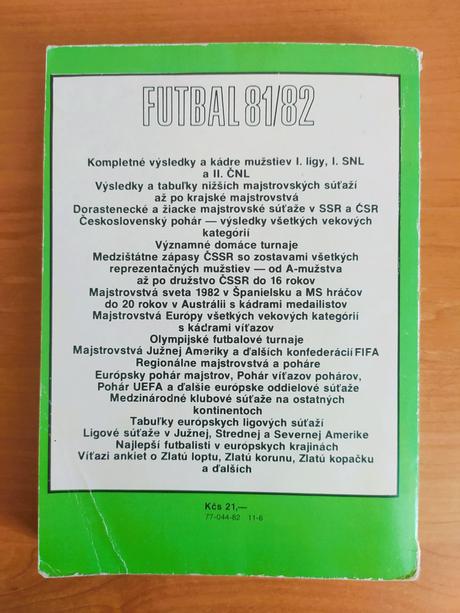 FUTBAL 81/82
Kompletné výsledky a kádre mužstiev I. ligy, I. SNL
a II. ČNL
Výsledky a tabuľky nižších majstrovských súťaží
až po krajské majstrovstvá
Dorastenecké a žiacke majstrovské súťaže v SSR a ČSR
Československý pohár — výsledky všetkých vekových
kategórií
Významné domáce turnaje
Medzištátne zápasy ČSSR so zostavami všetkých
reprezentačných mužstiev — od A-mužstva
až po družstvo ČSSR do 16 rokov
Majstrovstvá sveta 1982 v Španielsku a MS hráčov
do 20 rokov v Austrálii s kádrami medailistov
Majstrovstvá Európy všetkých vekových kategórií
s kádrami víťazov
Olympijské futbalové turnaje
Majstrovstvá Južnej Ameriky a ďalších konfederácií FIFA
Regionálne majstrovstvá a poháre
Európsky pohár majstrov, Pohár víťazov pohárov,
Pohár UEFA a ďalšie európske oddielové súťaže
Medzinárodné klubové súťaže na ostatných
kontinentoch
Tabuľky európskych ligových súťaží
Ligové súťaže v Južnej, Strednej a Severnej Amerike
Najlepší futbalisti v európskych krajinách
Víťazi ankiet o Zlatú loptu, Zlatú korunu, Zlatú kopačku
a ďalších
Kčs 21,—
77-044-82 11-6